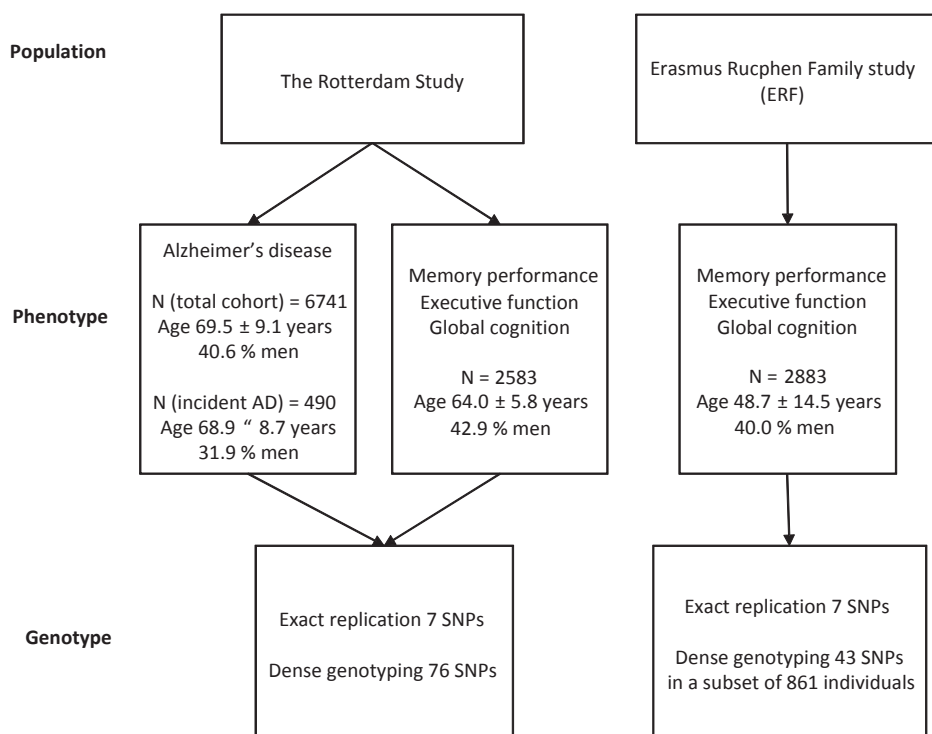 Population
The Rotterdam Study
Erasmus Rucphen Family study
(ERF)
Phenotype
Alzheimer’s disease
N (total cohort) = 6741
Age 69.5 ± 9.1 years
40.6 % men
N (incident AD) = 490
Age 68.9 “ 8.7 years
31.9 % men
Memory performance
Executive function
Global cognition
N = 2583
Age 64.0 ± 5.8 years
42.9 % men
Memory performance
Executive function
Global cognition
N = 2883
Age 48.7 ± 14.5 years
40.0 % men
Genotype
Exact replication 7 SNPs
Dense genotyping 76 SNPs
Exact replication 7 SNPs
Dense genotyping 43 SNPs
in a subset of 861 individuals